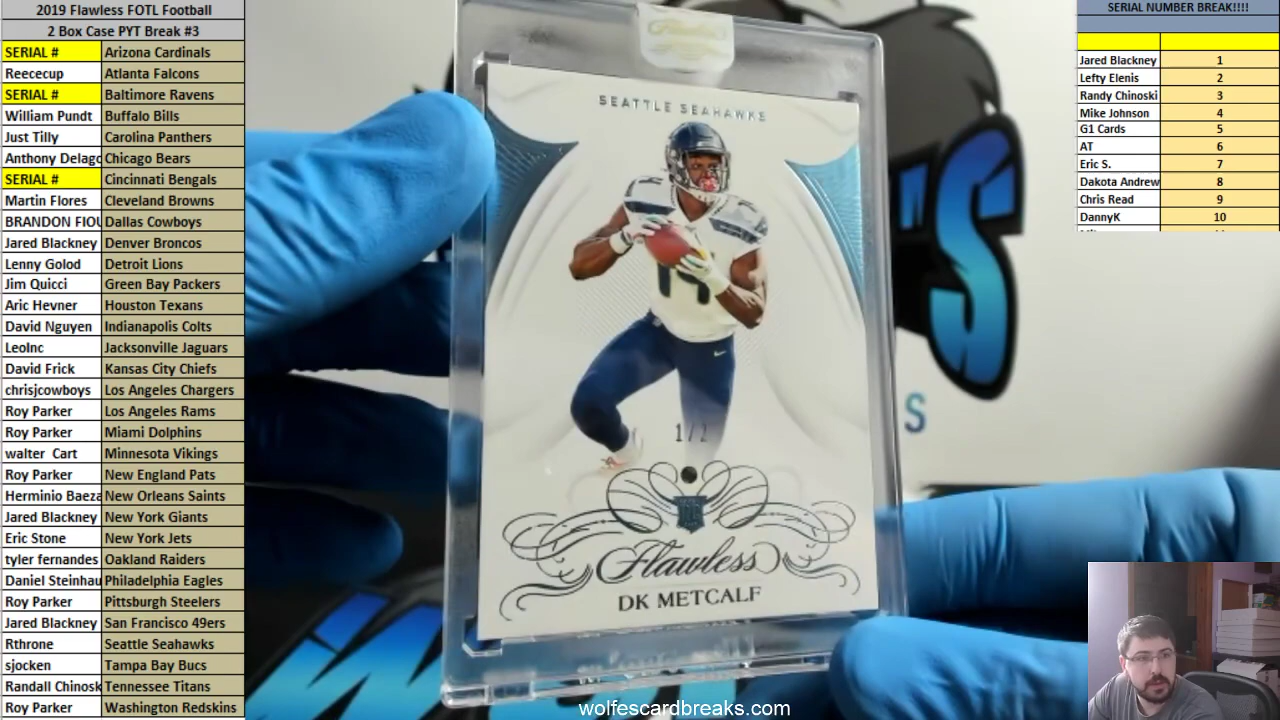 2019 Flawless FOTL Football
2 Box Case PYT Break #3
SERIAL # Arizona Cardinals
Reececup Atlanta Falcons
SERIAL # Baltimore Ravens
William Pundt Buffalo Bills
Just Tilly Carolina Panthers
Anthony Delago Chicago Bears
SERIAL # Cincinnati Bengals
Martin Flores Cleveland Browns
BRANDON FIOU Dallas Cowboys
Jared Blackney Denver Broncos
Lenny Golod Detroit Lions
Jim Quicci Green Bay Packers
Aric Hevner Houston Texans
David Nguyen Indianapolis Colts
LeoInc Jacksonville Jaguars
David Frick Kansas City Chiefs
chrisjcowboys Los Angeles Chargers
Roy Parker Los Angeles Rams
Roy Parker Miami Dolphins
walter Cart Minnesota Vikings
Roy Parker New England Pats
Herminio Baeza New Orleans Saints
Jared Blackney New York Giants
Eric Stone New York Jets
tyler fernandes Oakland Raiders
Daniel Steinhau Philadelphia Eagles
Roy Parker Pittsburgh Steelers
Jared Blackney San Francisco 49ers
Rthrone Seattle Seahawks
sjocken Tampa Bay Bucs
Randall Chinosk Tennessee Titans
Roy Parker Washington Redskins
SEATTLE SEAHAWKS
14
1/2
Flawless
DK METCALF
'S
S
wolfescardbreaks.com
SERIAL NUMBER BREAK!!!!
Jared Blackney 1
Lefty Elenis 2
Randy Chinoski 3
Mike Johnson 4
G1 Cards 5
AT 6
Eric S. 7
Dakota Andrew 8
Chris Read 9
DannyK 10